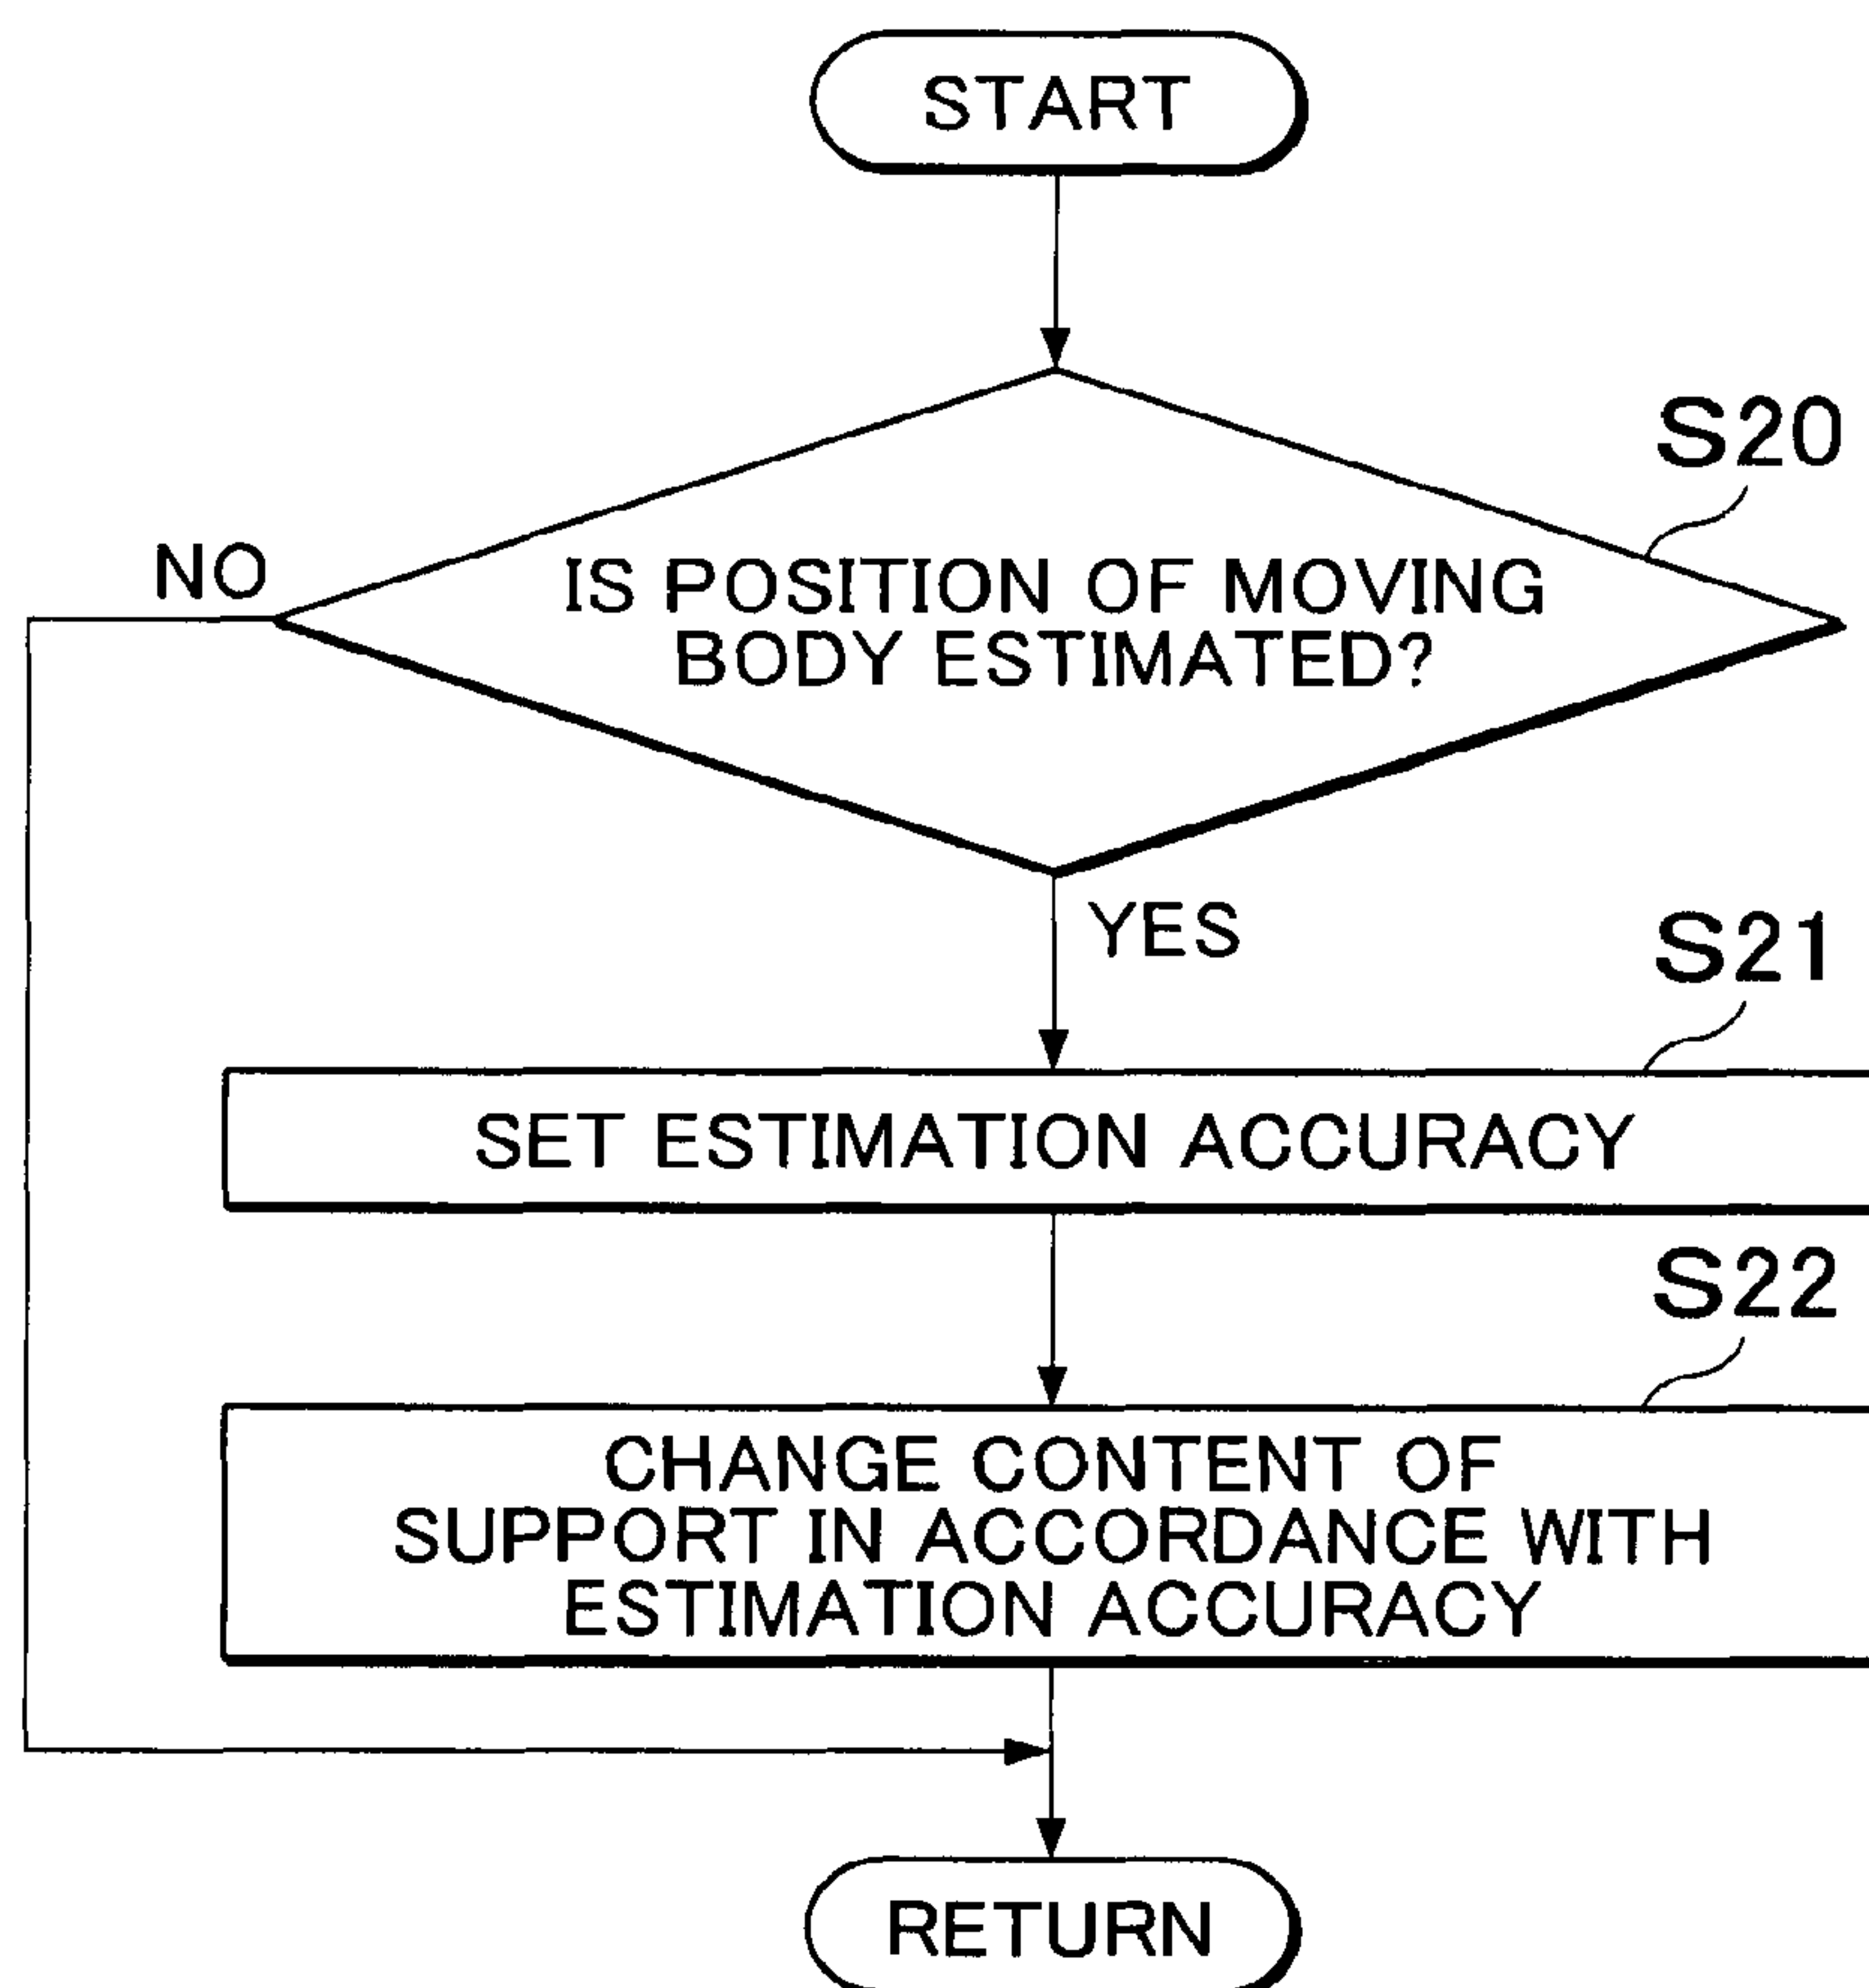 START
S20
NO
IS POSITION OF MOVING
BODY ESTIMATED?
YES
S21
SET ESTIMATION ACCURACY
S22
CHANGE CONTENT OF
SUPPORT IN ACCORDANCE WITH
ESTIMATION ACCURACY
RETURN